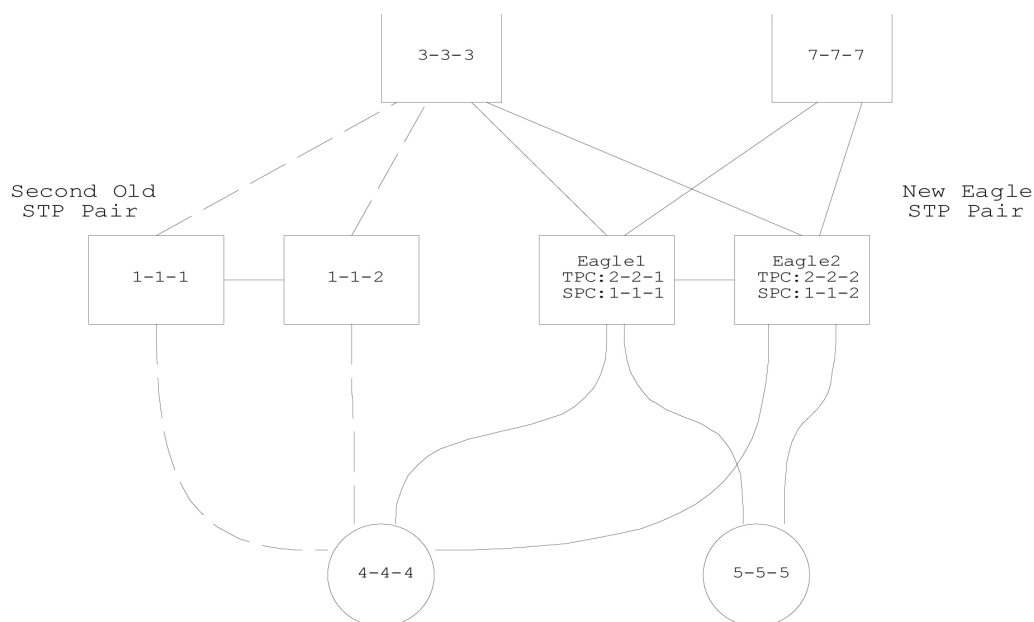 3-3-3
7-7-7
Second Old
STP Pair
New Eagle
STP Pair
1-1-1
1-1-2
Eagle1
TPC:2-2-1
SPC:1-1-1
Eagle2
TPC:2-2-2
SPC:1-1-2
4-4-4
5-5-5